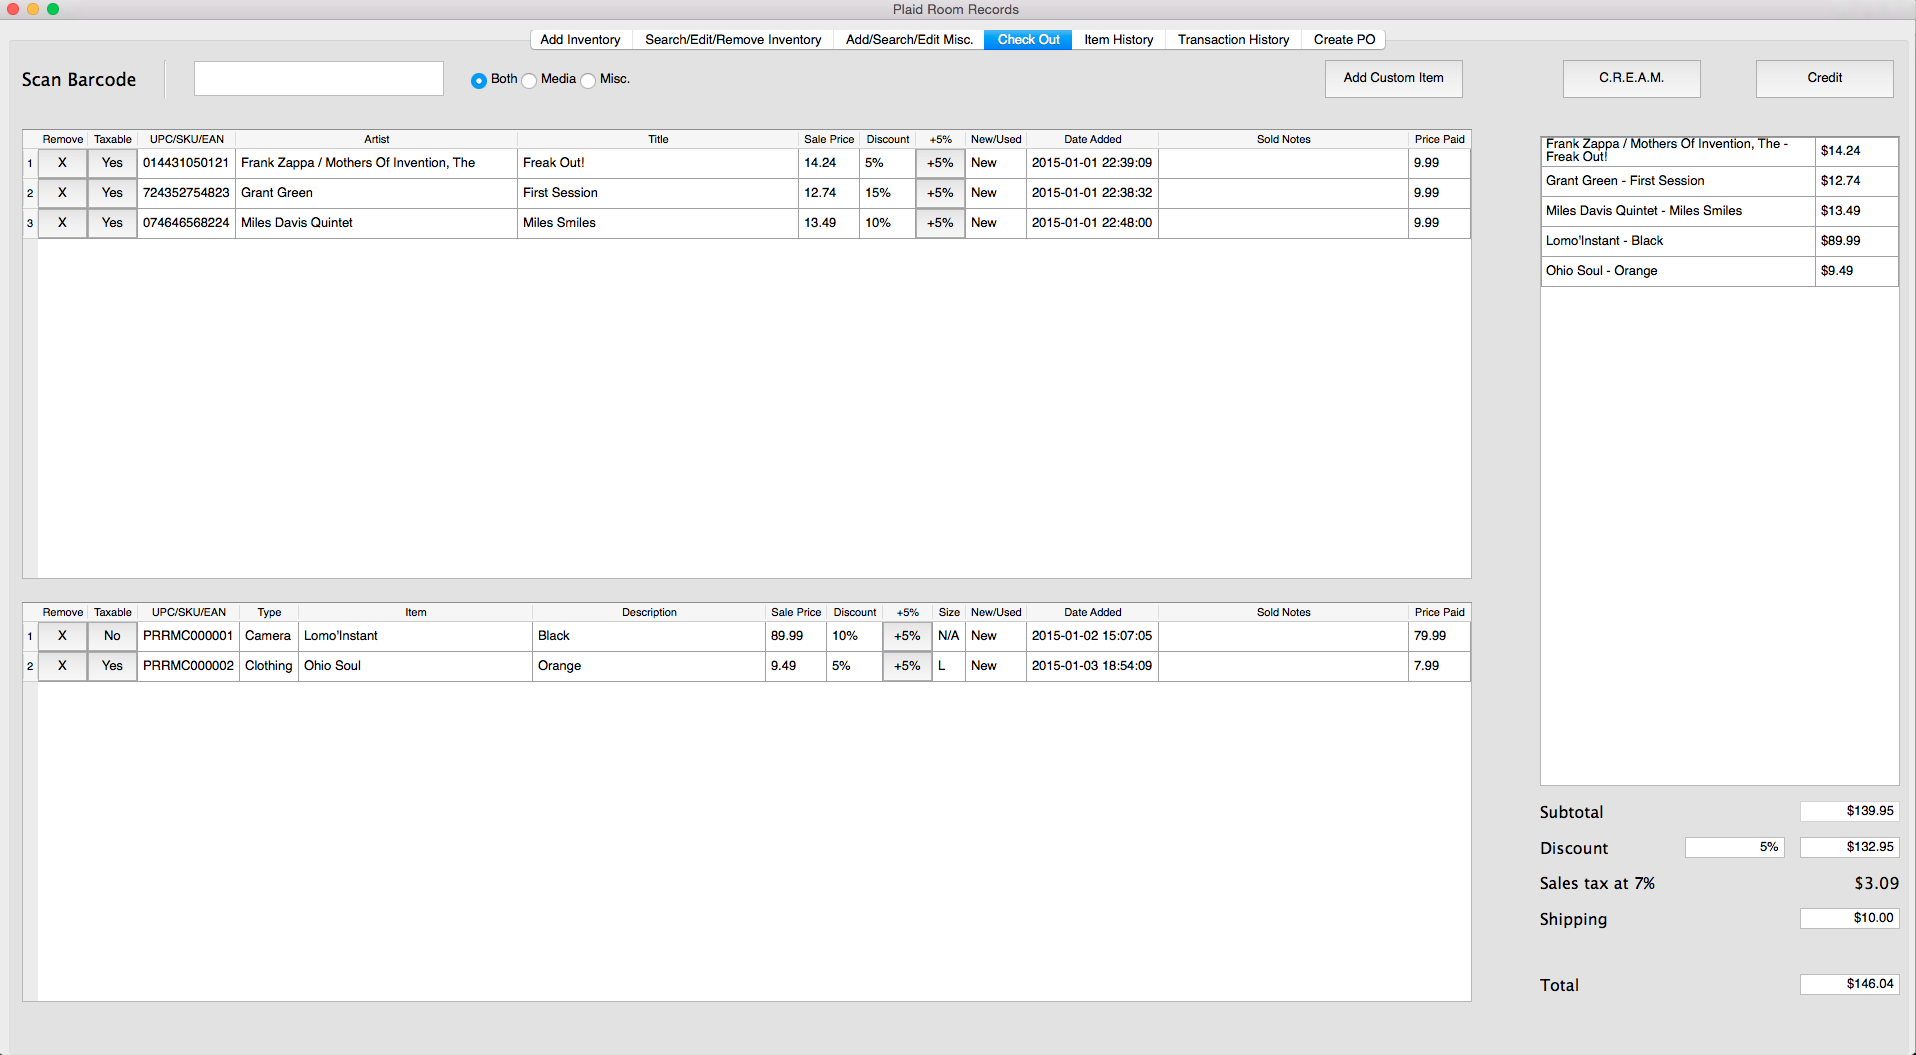 Plaid Room Records
Add Inventory Search/Edit/Remove Inventory Add/Search/Edit Misc. Check Out Item History Transaction History Create PO
Scan Barcode Both Media Misc. Add Custom Item C.R.E.A.M. Credit
Remove Taxable UPC/SKU/EAN Artist Title Sale Price Discount +5% New/Used Date Added Sold Notes Price Paid
1 X Yes 014431050121 Frank Zappa / Mothers Of Invention, The Freak Out! 14.24 5% +5% New 2015-01-01 22:39:09 9.99
2 X Yes 724352754823 Grant Green First Session 12.74 15% +5% New 2015-01-01 22:38:32 9.99
3 X Yes 074646568224 Miles Davis Quintet Miles Smiles 13.49 10% +5% New 2015-01-01 22:48:00 9.99
Remove Taxable UPC/SKU/EAN Type Item Description Sale Price Discount +5% Size New/Used Date Added Sold Notes Price Paid
1 X No PRRMC000001 Camera Lomo'Instant Black 89.99 10% +5% N/A New 2015-01-02 15:07:05 79.99
2 X Yes PRRMC000002 Clothing Ohio Soul Orange 9.49 5% +5% L New 2015-01-03 18:54:09 7.99
Frank Zappa / Mothers Of Invention, The -
Freak Out! $14.24
Grant Green - First Session $12.74
Miles Davis Quintet - Miles Smiles $13.49
Lomo'Instant - Black $89.99
Ohio Soul - Orange $9.49
Subtotal $139.95
Discount 5% $132.95
Sales tax at 7% $3.09
Shipping $10.00
Total $146.04